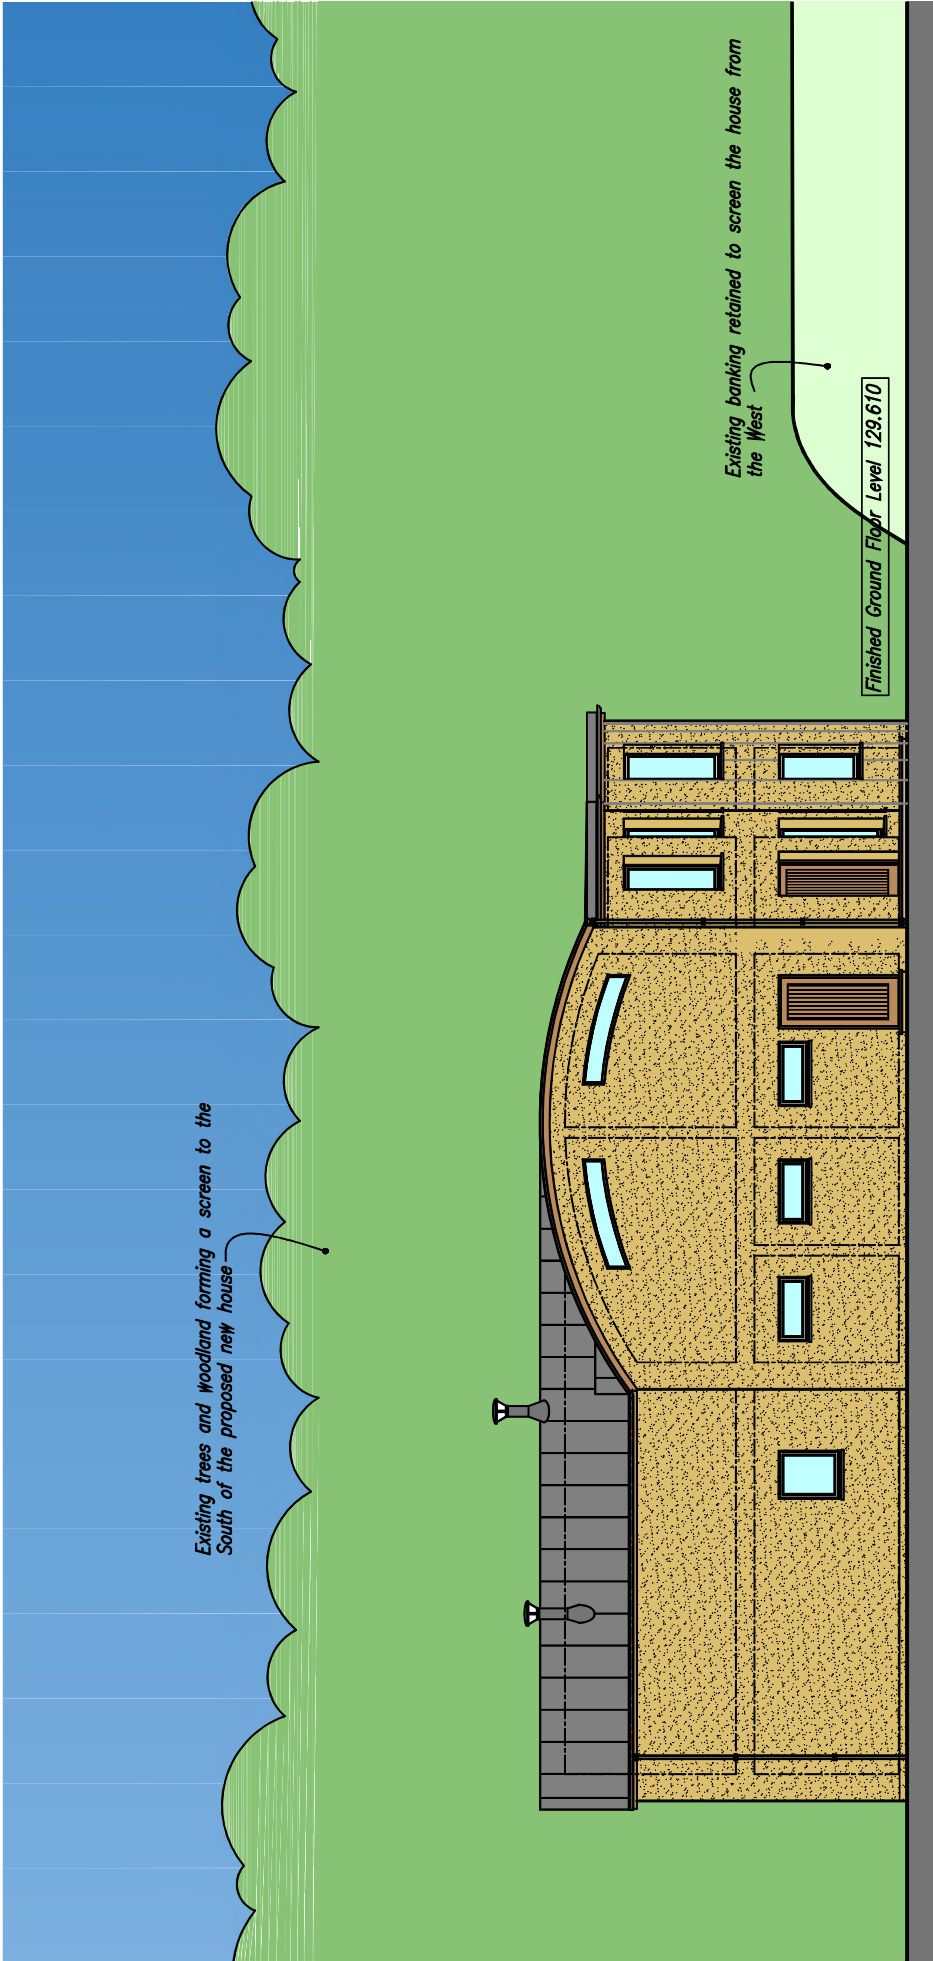 Existing trees and Woodland forming a screen to the
South of the proposed new house
Existing banking retained to screen the house from
the West
Finished Ground Floor Level 129.610